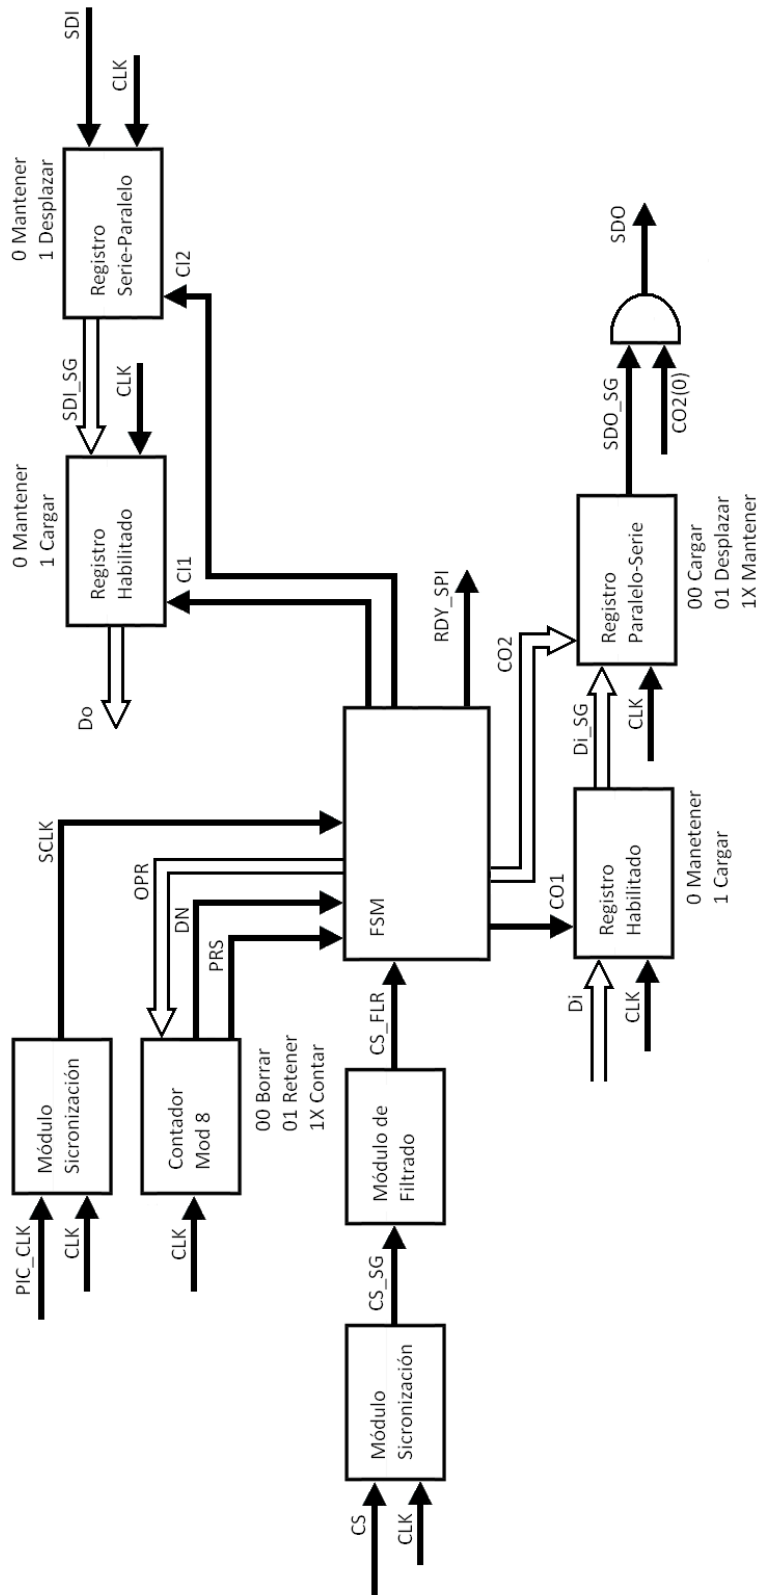 PIC_CLK
CLK
Módulo
Sicronización
SCLK
CLK
Contador
Mod 8
00 Borrar
01 Retener
1X Contar
OPR
DN
PRS
CS
CLK
Módulo
Sicronización
CS_SG
Módulo de
Filtrado
CS_FLR
FSM
RDY_SPI
CI1
CI2
Do
0 Mantener
1 Cargar
Registro
Habilitado
CLK
SDI_SG
0 Mantener
1 Desplazar
Registro
Serie-Paralelo
SDI
CLK
CO1
CO2
Di
CLK
Registro
Habilitado
0 Manetener
1 Cargar
Di_SG
CLK
Registro
Paralelo-Serie
00 Cargar
01 Desplazar
1X Mantener
SDO_SG
CO2(0)
SDO